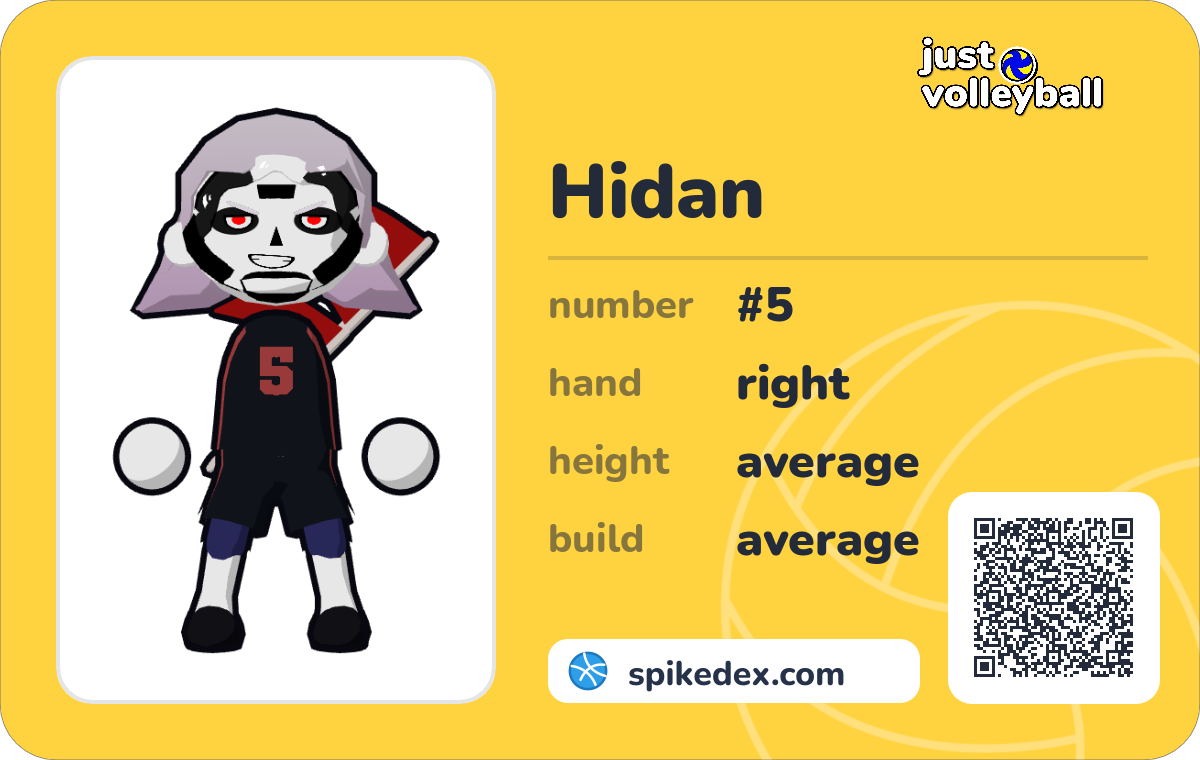 just
volleyball
Hidan
number #5
hand right
height average
build average
5
spikedex.com